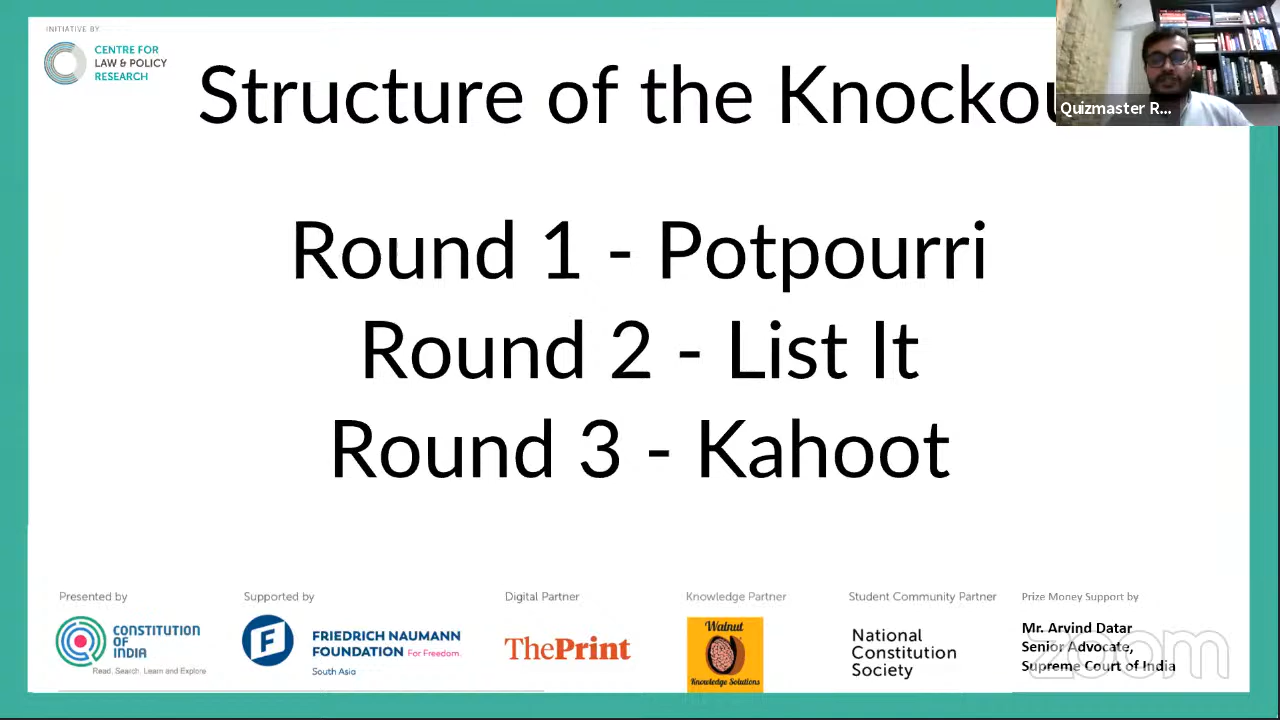 INITIATIVE BY
CENTRE FOR
LAW & POLICY
RESEARCH
Structure of the Knockou
Quizmaster R...
Round 1 - Potpourri
Round 2 - List It
Round 3 - Kahoot
Presented by
CONSTITUTION
OF
INDIA
Read, Search, Learn and Explore
Supported by
F
FRIEDRICH NAUMANN
FOUNDATION For Freedom.
South Asia
Digital Partner
ThePrint
Knowledge Partner
Walnut
Knowledge Solutions
Student Community Partner
National
Constitution
Society
Prize Money Support by
Mr. Arvind Datar
Senior Advocate,
Supreme Court of India
zoom